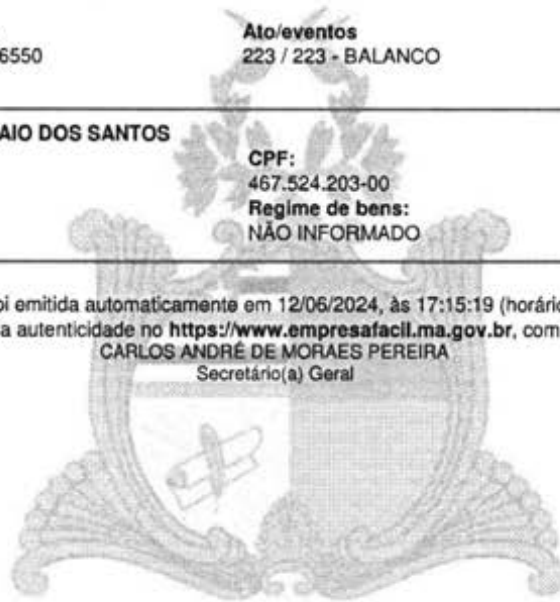 Ato/eventos
6550 223 / 223 - BALANCO
AIO DOS SANTOS
CPF:
467.524.203-00
Regime de bens:
NÃO INFORMADO
oi emitida automaticamente em 12/06/2024, às 17:15:19 (horário
a autenticidade no https://www.empresafacil.ma.gov.br, com
CARLOS ANDRÉ DE MORAES PEREIRA
Secretário(a) Geral